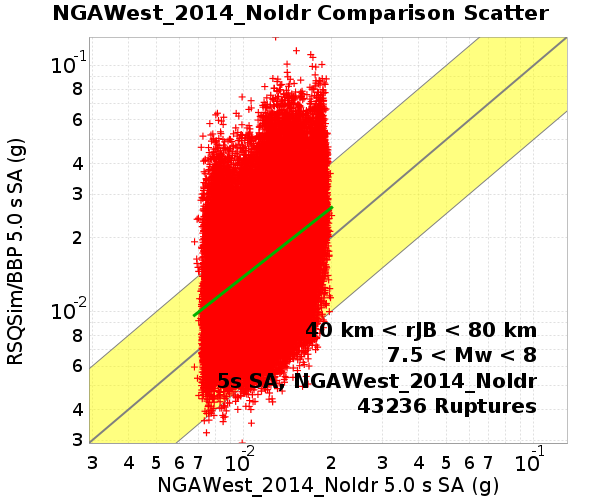 NGAWest_2014_NoIdr Comparison Scatter
RSQSim/BBP 5.0 s SA (g)
10^-1
8
6
4
3
2
10^-2
8
6
4
3
40 km < rJB < 80 km
7.5 < Mw < 8
5s SA, NGAWest_2014_NoIdr
43236 Ruptures
3 4 5 6 7 10^-2 2 3 4 5 6 7 10^-1
NGAWest_2014_NoIdr 5.0 s SA (g)